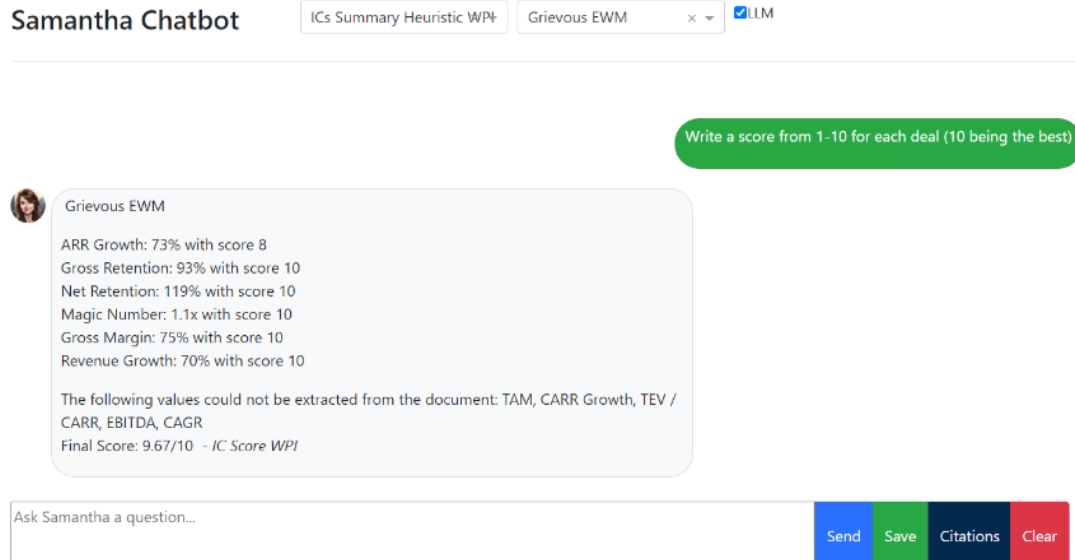 Samantha Chatbot
ICs Summary Heuristic WPI
Grievous EWM
LLM
Write a score from 1-10 for each deal (10 being the best)
Grievous EWM
ARR Growth: 73% with score 8
Gross Retention: 93% with score 10
Net Retention: 119% with score 10
Magic Number: 1.1x with score 10
Gross Margin: 75% with score 10
Revenue Growth: 70% with score 10
The following values could not be extracted from the document: TAM, CARR Growth, TEV /
CARR, EBITDA, CAGR
Final Score: 9.67/10 - IC Score WPI
Ask Samantha a question...
Send
Save
Citations
Clear